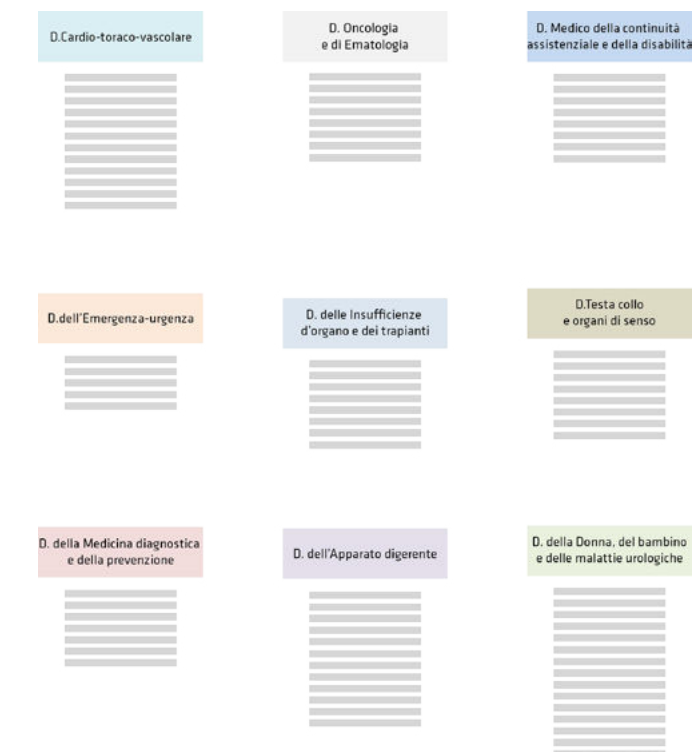 D.Cardio-toraco-vascolare
D. Oncologia
e di Ematologia
D. Medico della continuità
assistenziale e della disabilità
D.dell'Emergenza-urgenza
D. delle Insufficienze
d'organo e dei trapianti
D.Testa collo
e organi di senso
D. della Medicina diagnostica
e della prevenzione
D. dell'Apparato digerente
D. della Donna, del bambino
e delle malattie urologiche